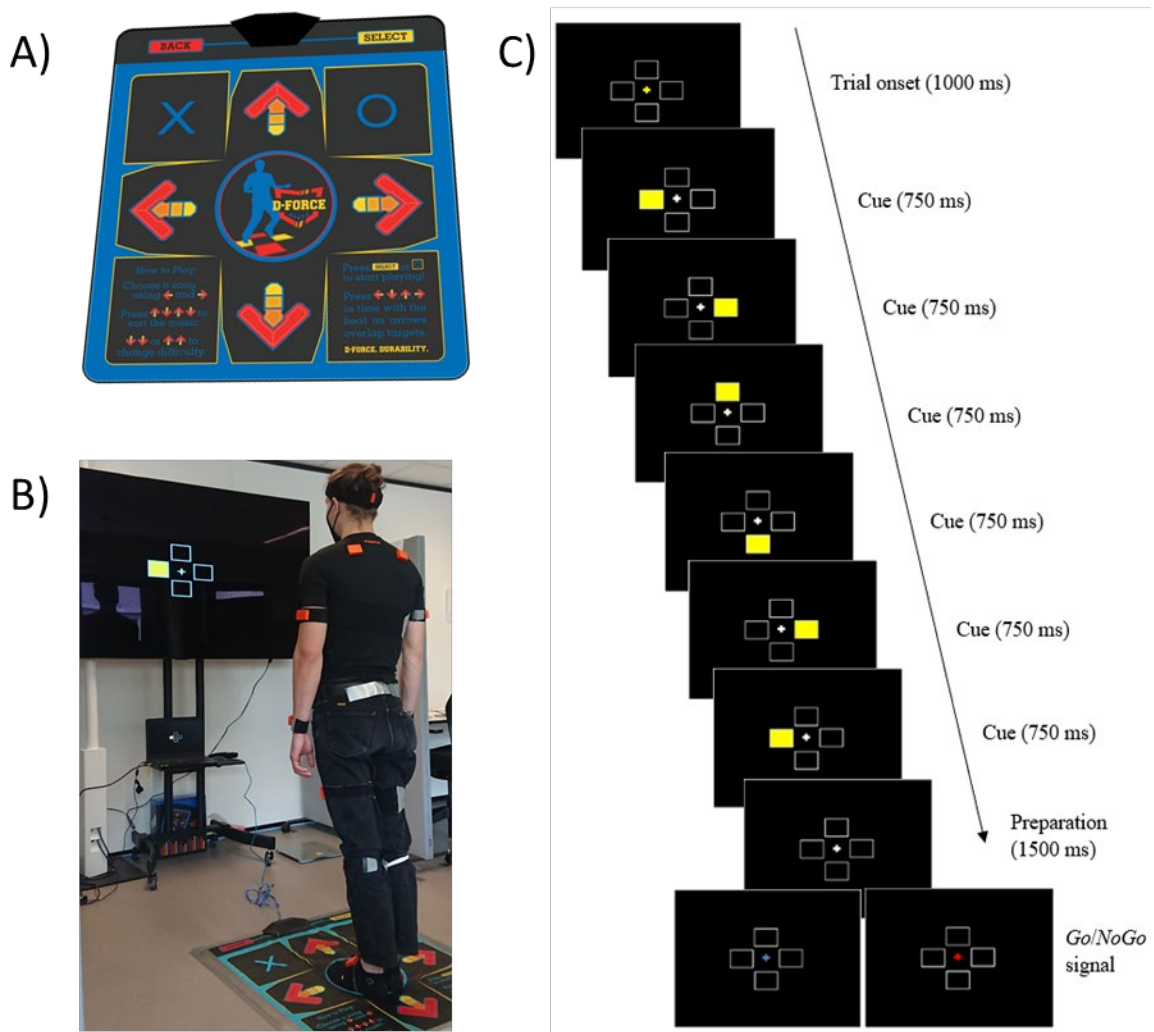 A)
BACK
SELECT
X
O
D-FORCE
How to Play:
Choose a song
using and
Press to
sort the music.
or to
change difficulty.
Press SELECT or
to start playing!
Press
in time with the
beat as arrows
overlap targets.
D-FORCE. DURABILITY.
B)
X
C)
Trial onset (1000 ms)
Cue (750 ms)
Cue (750 ms)
Cue (750 ms)
Cue (750 ms)
Cue (750 ms)
Cue (750 ms)
Preparation
(1500 ms)
Go/NoGo
signal